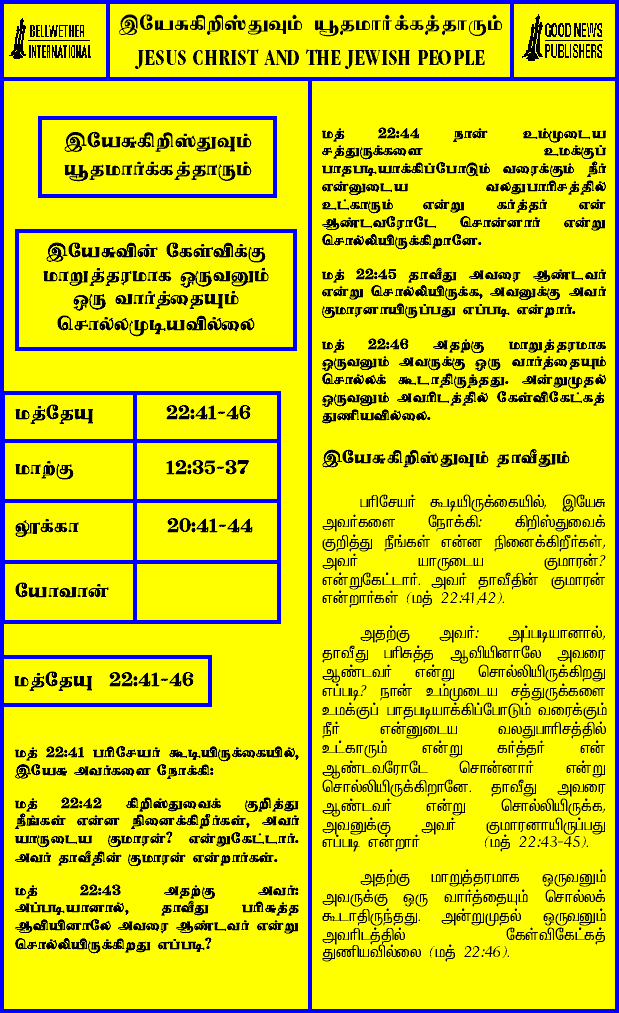 BELLWETHER
INTERNATIONAL
இயேசுகிறிஸ்துவும் யூதமார்க்கத்தாரும்
JESUS CHRIST AND THE JEWISH PEOPLE
GOOD NEWS
PUBLISHERS
இயேசுகிறிஸ்துவும்
யூதமார்க்கத்தாரும்
இயேசுவின் கேள்விக்கு
மாறுத்தரமாக ஒருவனும்
ஒரு வார்த்தையும்
சொல்லமுடியவில்லை
மத்தேயு 22:41-46
மாற்கு 12:35-37
லூக்கா 20:41-44
யோவான்
மத்தேயு 22:41-46
மத் 22:41 பரிசேயர் கூடியிருக்கையில்,
இயேசு அவர்களை நோக்கி:
மத் 22:42 கிறிஸ்துவைக் குறித்து
நீங்கள் என்ன நினைக்கிறீர்கள், அவர்
யாருடைய குமாரன்? என்றுகேட்டார்.
அவர் தாவீதின் குமாரன் என்றார்கள்.
மத் 22:43 அதற்கு அவர்:
அப்படியானால், தாவீது பரிசுத்த
ஆவியினாலே அவரை ஆண்டவர் என்று
சொல்லியிருக்கிறது எப்படி?
மத் 22:44 நான் உம்முடைய
சத்துருக்களை உமக்குப்
பாதபடியாக்கிப்போடும் வரைக்கும் நீர்
என்னுடைய வலதுபாரிசத்தில்
உட்காரும் என்று கர்த்தர் என்
ஆண்டவரோடே சொன்னார் என்று
சொல்லியிருக்கிறானே.
மத் 22:45 தாவீது அவரை ஆண்டவர்
என்று சொல்லியிருக்க, அவனுக்கு அவர்
குமாரனாயிருப்பது எப்படி என்றார்.
மத் 22:46 அதற்கு மாறுத்தரமாக
ஒருவனும் அவருக்கு ஒரு வார்த்தையும்
சொல்லக் கூடாதிருந்தது. அன்றுமுதல்
ஒருவனும் அவரிடத்தில் கேள்விகேட்கத்
துணியவில்லை.
இயேசுகிறிஸ்துவும் தாவீதும்
பரிசேயர் கூடியிருக்கையில், இயேசு
அவர்களை நோக்கி: கிறிஸ்துவைக்
குறித்து நீங்கள் என்ன நினைக்கிறீர்கள்,
அவர் யாருடைய குமாரன்?
என்றுகேட்டார். அவர் தாவீதின் குமாரன்
என்றார்கள் (மத் 22:41,42).
அதற்கு அவர்: அப்படியானால்,
தாவீது பரிசுத்த ஆவியினாலே அவரை
ஆண்டவர் என்று சொல்லியிருக்கிறது
எப்படி? நான் உம்முடைய சத்துருக்களை
உமக்குப் பாதபடியாக்கிப்போடும் வரைக்கும்
நீர் என்னுடைய வலதுபாரிசத்தில்
உட்காரும் என்று கர்த்தர் என்
ஆண்டவரோடே சொன்னார் என்று
சொல்லியிருக்கிறானே. தாவீது அவரை
ஆண்டவர் என்று சொல்லியிருக்க,
அவனுக்கு அவர் குமாரனாயிருப்பது
எப்படி என்றார் (மத் 22:43-45).
அதற்கு மாறுத்தரமாக ஒருவனும்
அவருக்கு ஒரு வார்த்தையும் சொல்லக்
கூடாதிருந்தது. அன்றுமுதல் ஒருவனும்
அவரிடத்தில் கேள்விகேட்கத்
துணியவில்லை (மத் 22:46).